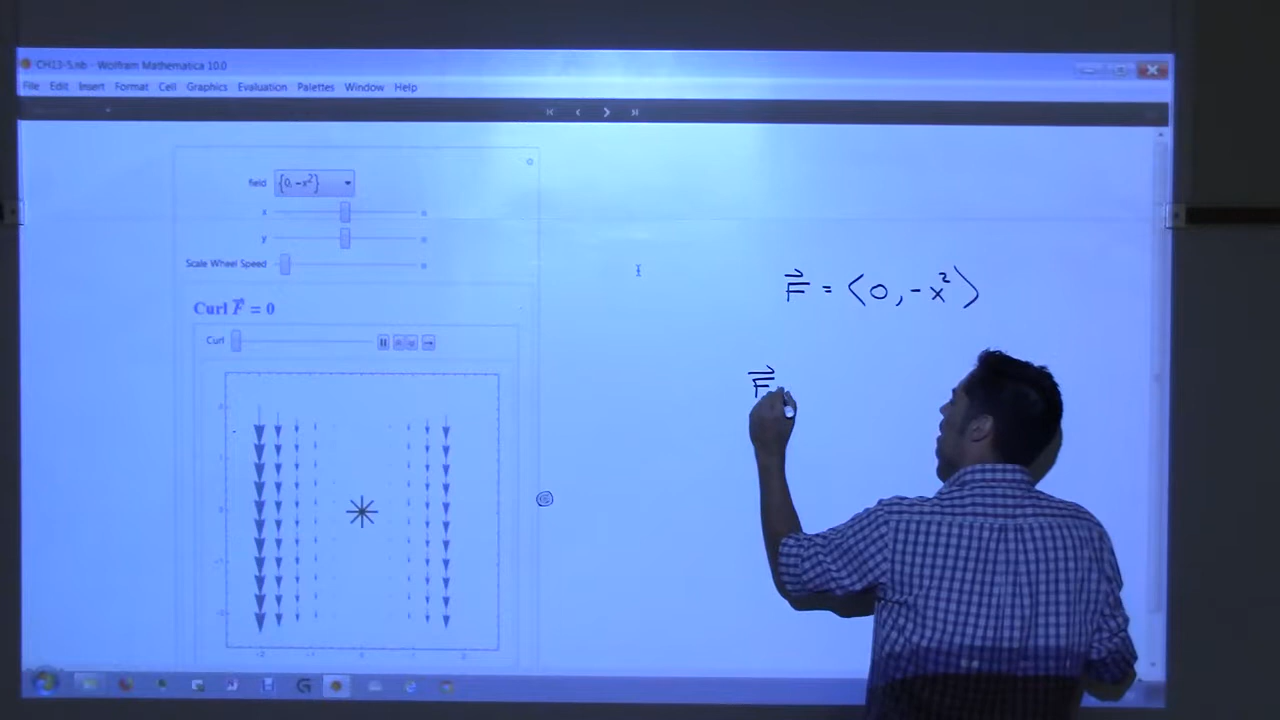 CH13-5.nb - Wolfram Mathematica 10.0
File Edit Insert Format Cell Graphics Evaluation Palettes Window Help
field {0, -x²}
x
y
Scale Wheel Speed
Curl F⃗ = 0
Curl
F⃗ = ⟨0, -x²⟩
F⃗